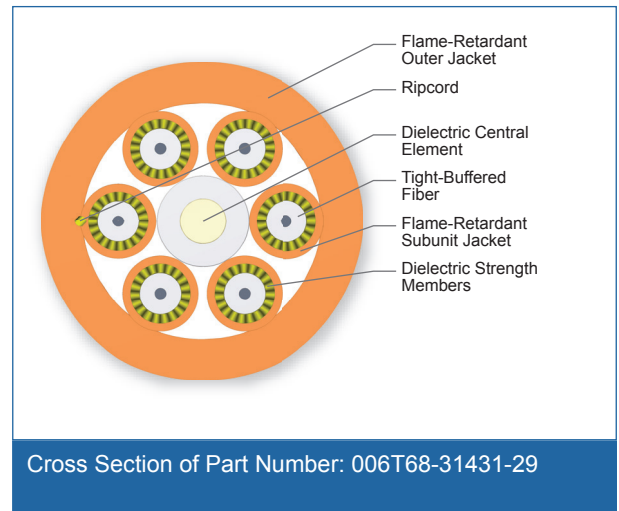 Flame-Retardant
Outer Jacket
Ripcord
Dielectric Central
Element
Tight-Buffered
Fiber
Flame-Retardant
Subunit Jacket
Dielectric Strength
Members
Cross Section of Part Number: 006T68-31431-29